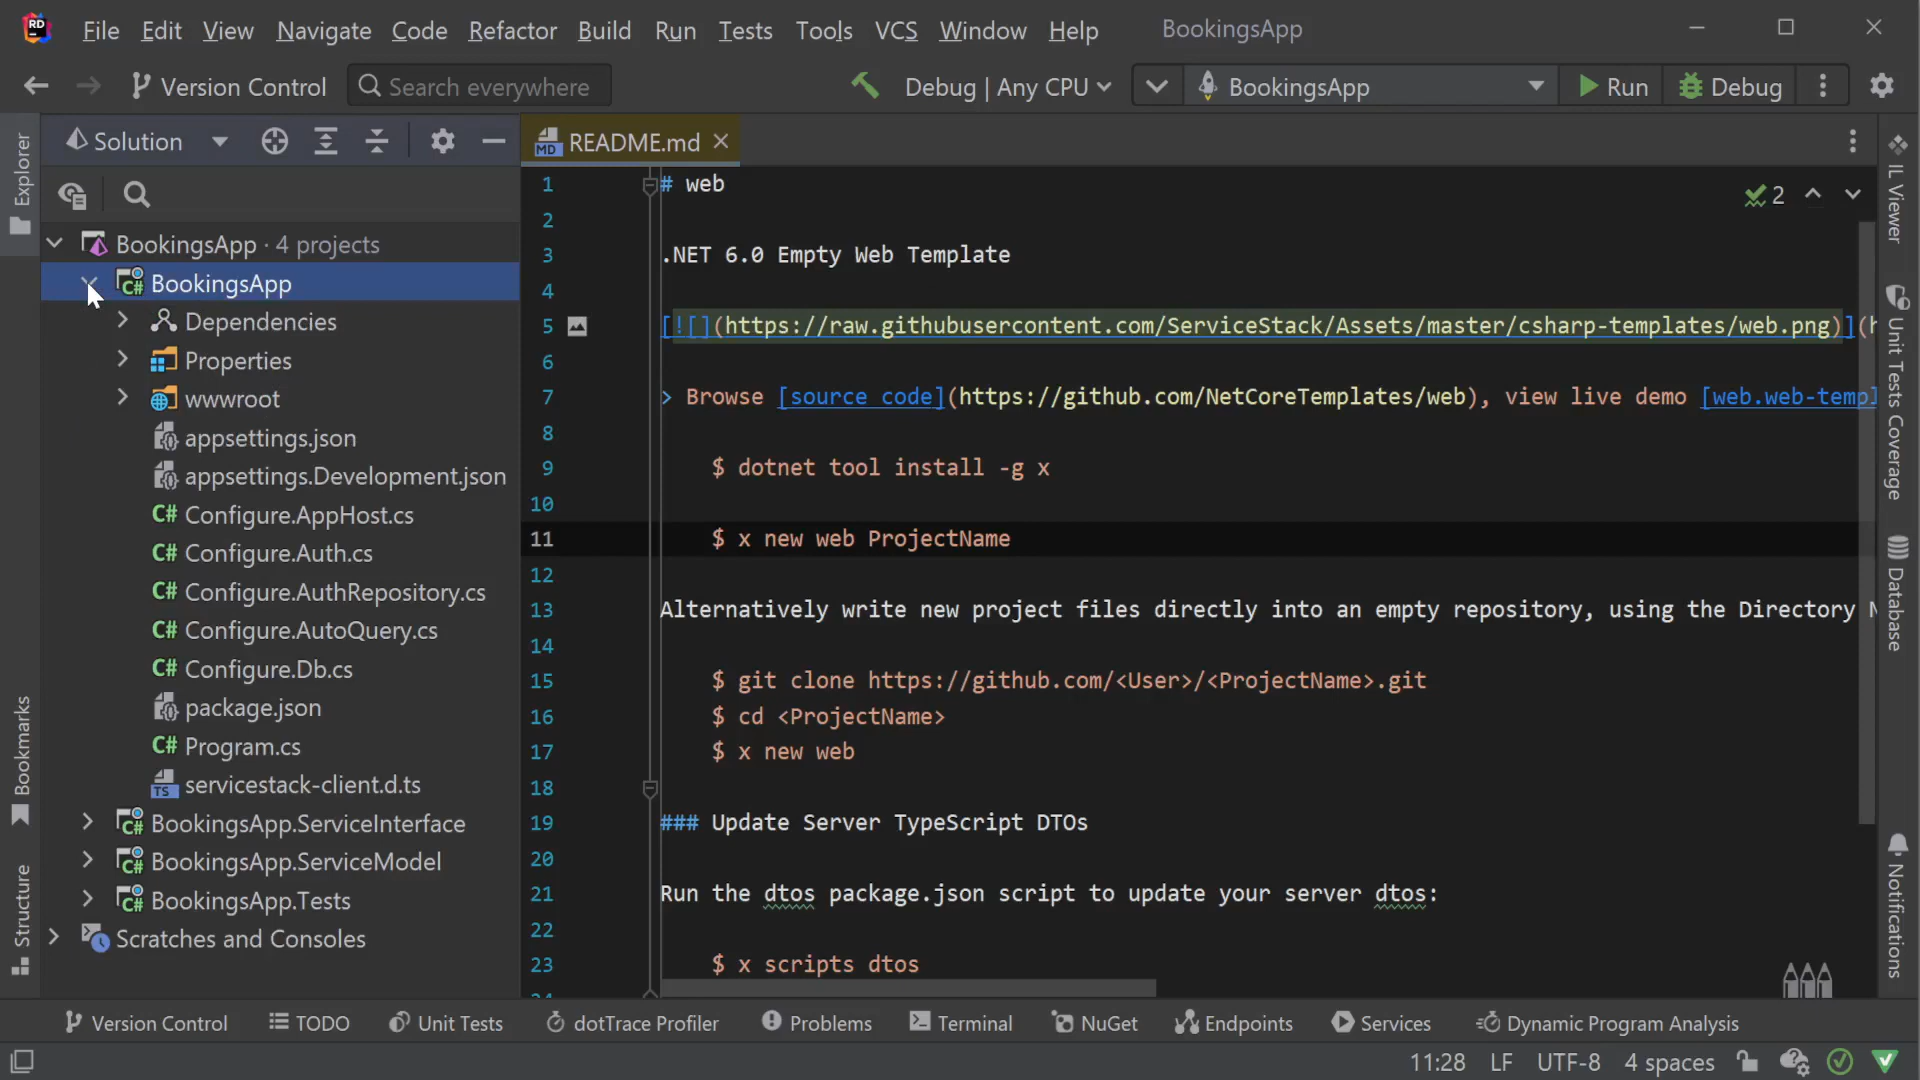 RD
File Edit View Navigate Code Refactor Build Run Tests Tools VCS Window Help BookingsApp
Version Control Search everywhere Debug | Any CPU BookingsApp Run Debug
Explorer
Solution
MD README.md
BookingsApp · 4 projects
C# BookingsApp
Dependencies
Properties
wwwroot
appsettings.json
appsettings.Development.json
C# Configure.AppHost.cs
C# Configure.Auth.cs
C# Configure.AuthRepository.cs
C# Configure.AutoQuery.cs
C# Configure.Db.cs
package.json
C# Program.cs
TS servicestack-client.d.ts
C# BookingsApp.ServiceInterface
C# BookingsApp.ServiceModel
C# BookingsApp.Tests
Scratches and Consoles
Bookmarks
Structure
1 # web
2
3 .NET 6.0 Empty Web Template
4
5 [![](https://raw.githubusercontent.com/ServiceStack/Assets/master/csharp-templates/web.png)](h
6
7 > Browse [source code](https://github.com/NetCoreTemplates/web), view live demo [web.web-templ
8
9 $ dotnet tool install -g x
10
11 $ x new web ProjectName
12
13 Alternatively write new project files directly into an empty repository, using the Directory N
14
15 $ git clone https://github.com/<User>/<ProjectName>.git
16 $ cd <ProjectName>
17 $ x new web
18
19 ### Update Server TypeScript DTOs
20
21 Run the dtos package.json script to update your server dtos:
22
23 $ x scripts dtos
24
2
IL Viewer
Unit Tests Coverage
Database
Notifications
Version Control TODO Unit Tests dotTrace Profiler Problems Terminal NuGet Endpoints Services Dynamic Program Analysis
11:28 LF UTF-8 4 spaces